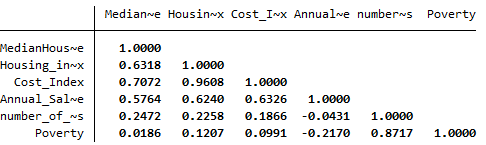 Median~e Housin~x Cost_I~x Annual~e number~s Poverty
MedianHous~e 1.0000
Housing_in~x 0.6318 1.0000
Cost_Index 0.7072 0.9608 1.0000
Annual_Sal~e 0.5764 0.6240 0.6326 1.0000
number_of_~s 0.2472 0.2258 0.1866 -0.0431 1.0000
Poverty 0.0186 0.1207 0.0991 -0.2170 0.8717 1.0000